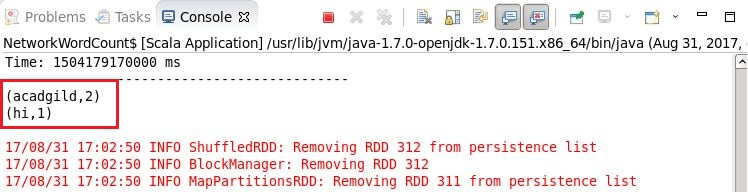 Problems Tasks Console
NetworkWordCount$ [Scala Application] /usr/lib/jvm/java-1.7.0-openjdk-1.7.0.151.x86_64/bin/java (Aug 31, 2017,
Time: 1504179170000 ms
-------------------------------------------
(acadgild,2)
(hi,1)
17/08/31 17:02:50 INFO ShuffledRDD: Removing RDD 312 from persistence list
17/08/31 17:02:50 INFO BlockManager: Removing RDD 312
17/08/31 17:02:50 INFO MapPartitionsRDD: Removing RDD 311 from persistence list